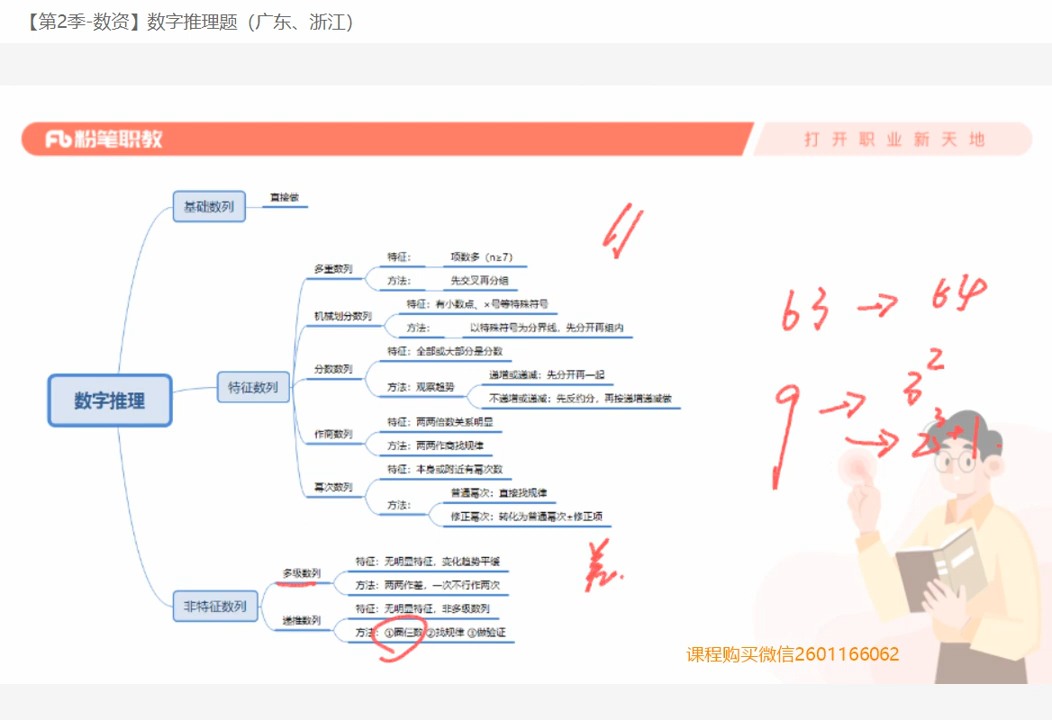 【第2季-数资】数字推理题（广东、浙江）
粉笔职教
打开职业新天地
基础数列
直接做
多重数列
特征：
项数多（n≥7）
方法：
先交叉再分组
机械划分数列
特征：有小数点、×号等特殊符号
方法：
以特殊符号为分界线，先分开再组内
分数数列
特征：全部或大部分是分数
方法：观察趋势
递增或递减：先分开再一起
不递增或递减：先反约分，再按递增递减做
数字推理
特征数列
作商数列
特征：两两倍数关系明显
方法：两两作商找规律
幂次数列
特征：本身或附近有幂次数
方法：
普通幂次：直接找规律
修正幂次：转化为普通幂次±修正项
非特征数列
多级数列
特征：无明显特征，变化趋势平缓
方法：两两作差，一次不行作两次
递推数列
特征：无明显特征，非多级数列
方法：①圈仨数 ②找规律 ③做验证
63 → 64
9 → 3²
→ 2³+1
差
课程购买微信2601166062